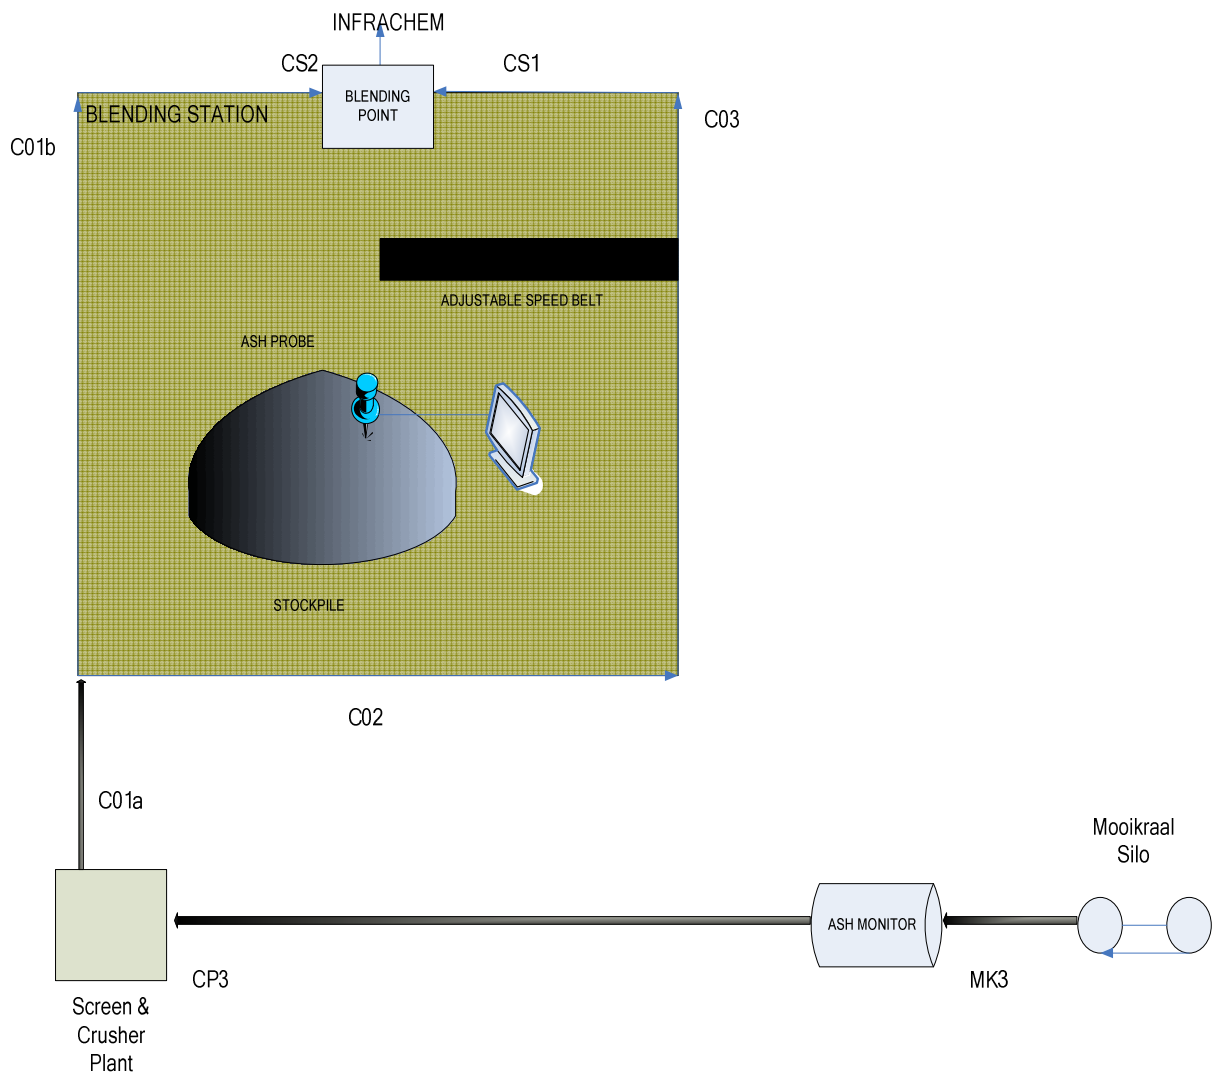 INFRACHEM
CS2
CS1
BLENDING
POINT
BLENDING STATION
C03
C01b
ADJUSTABLE SPEED BELT
ASH PROBE
STOCKPILE
C02
C01a
Mooikraal
Silo
ASH MONITOR
CP3
MK3
Screen &
Crusher
Plant